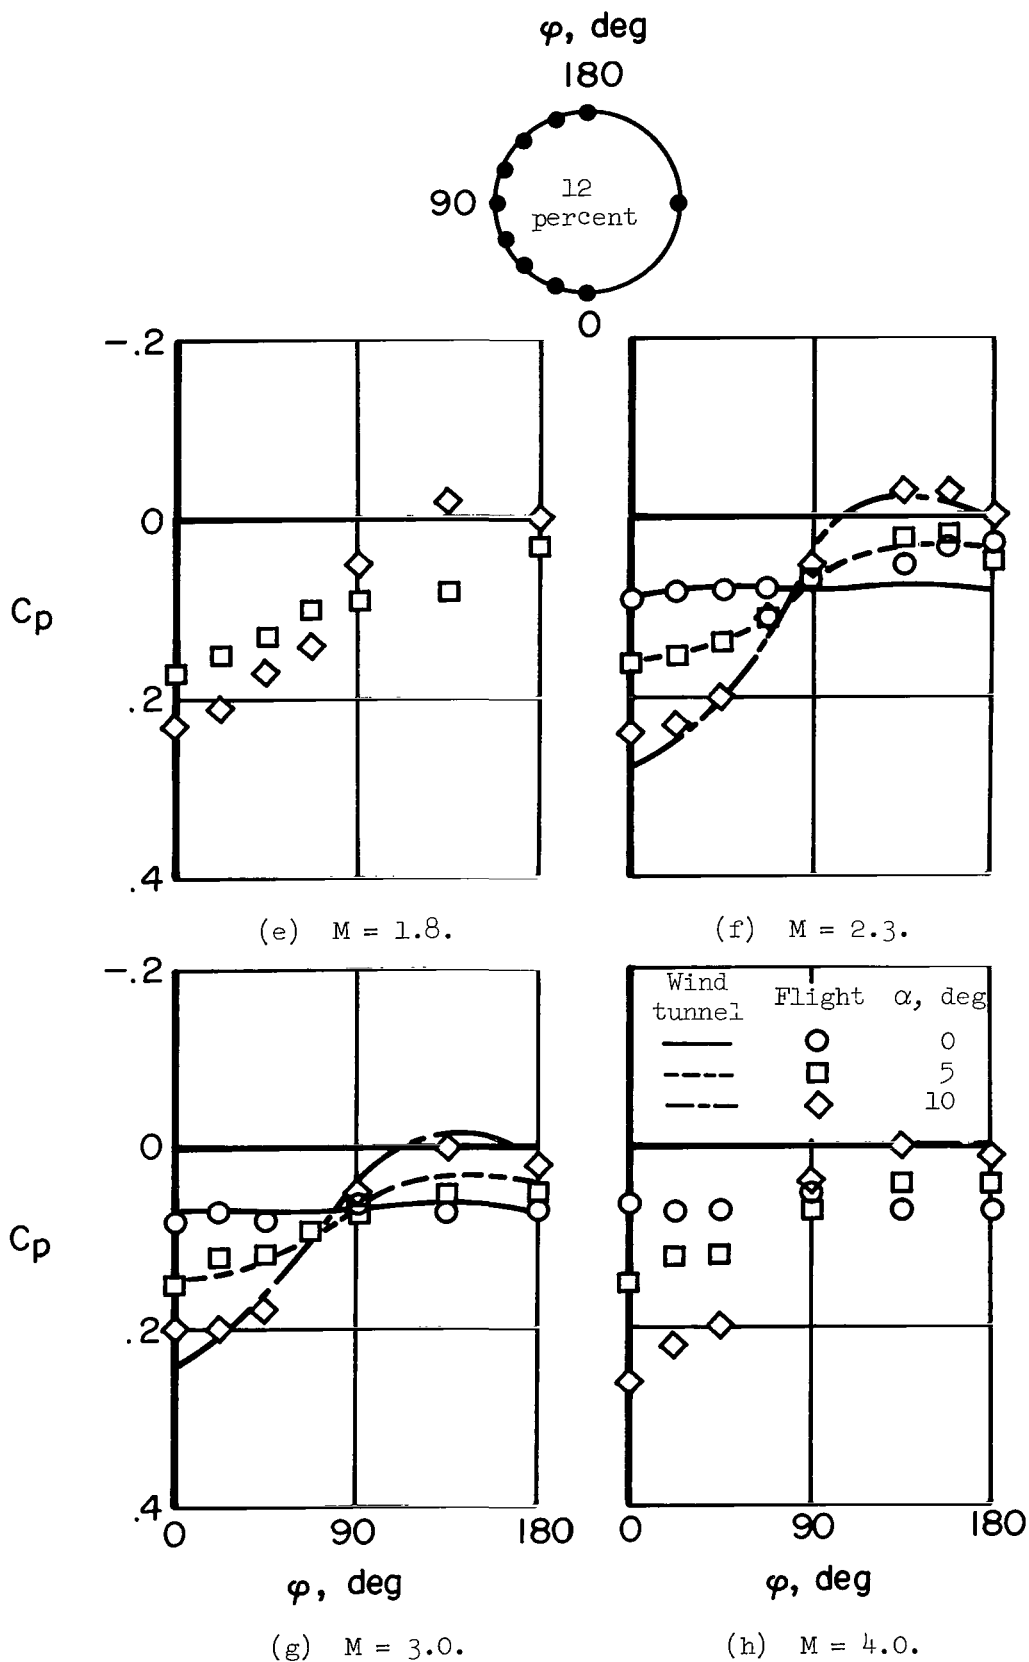 φ, deg
180
90
12
percent
0
-.2
0
Cp
.2
.4
(e) M = 1.8.
(f) M = 2.3.
-.2
0
Cp
.2
.4
0 90 180
φ, deg
(g) M = 3.0.
Wind
tunnel
Flight
α, deg
0
5
10
0 90 180
φ, deg
(h) M = 4.0.